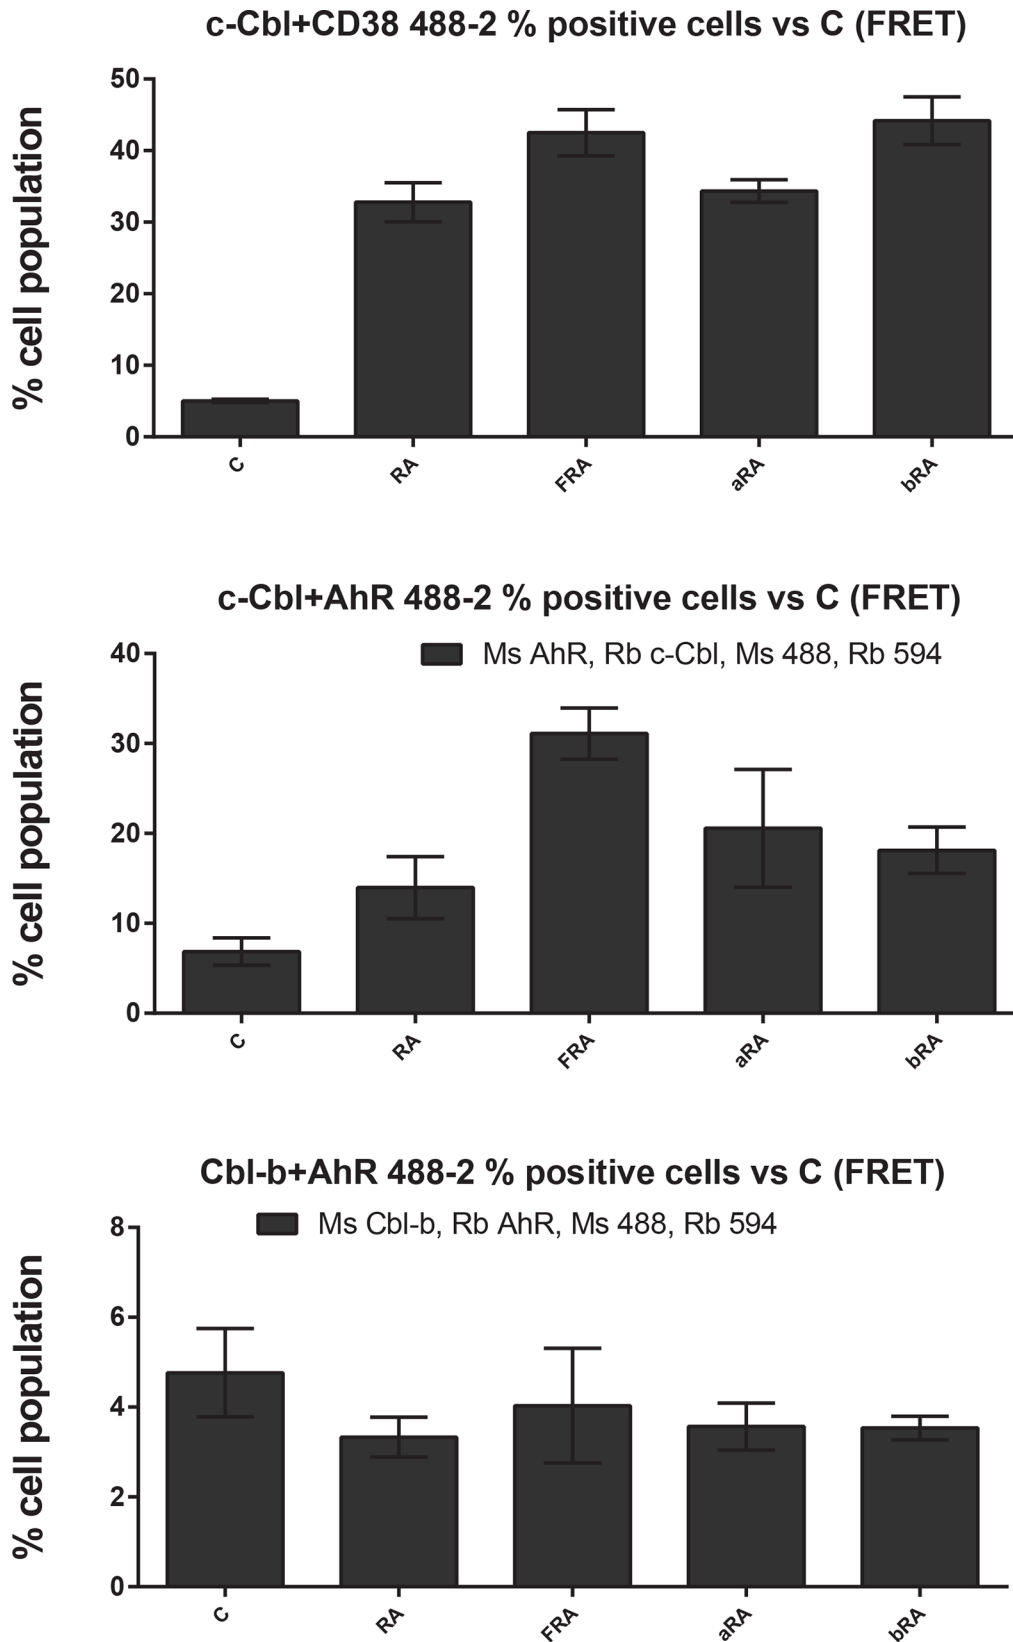 c-Cbl+CD38 488-2 % positive cells vs C (FRET)
% cell population
50
40
30
20
10
0
C
RA
FRA
aRA
bRA
c-Cbl+AhR 488-2 % positive cells vs C (FRET)
Ms AhR, Rb c-Cbl, Ms 488, Rb 594
% cell population
40
30
20
10
0
C
RA
FRA
aRA
bRA
Cbl-b+AhR 488-2 % positive cells vs C (FRET)
Ms Cbl-b, Rb AhR, Ms 488, Rb 594
% cell population
8
6
4
2
0
C
RA
FRA
aRA
bRA